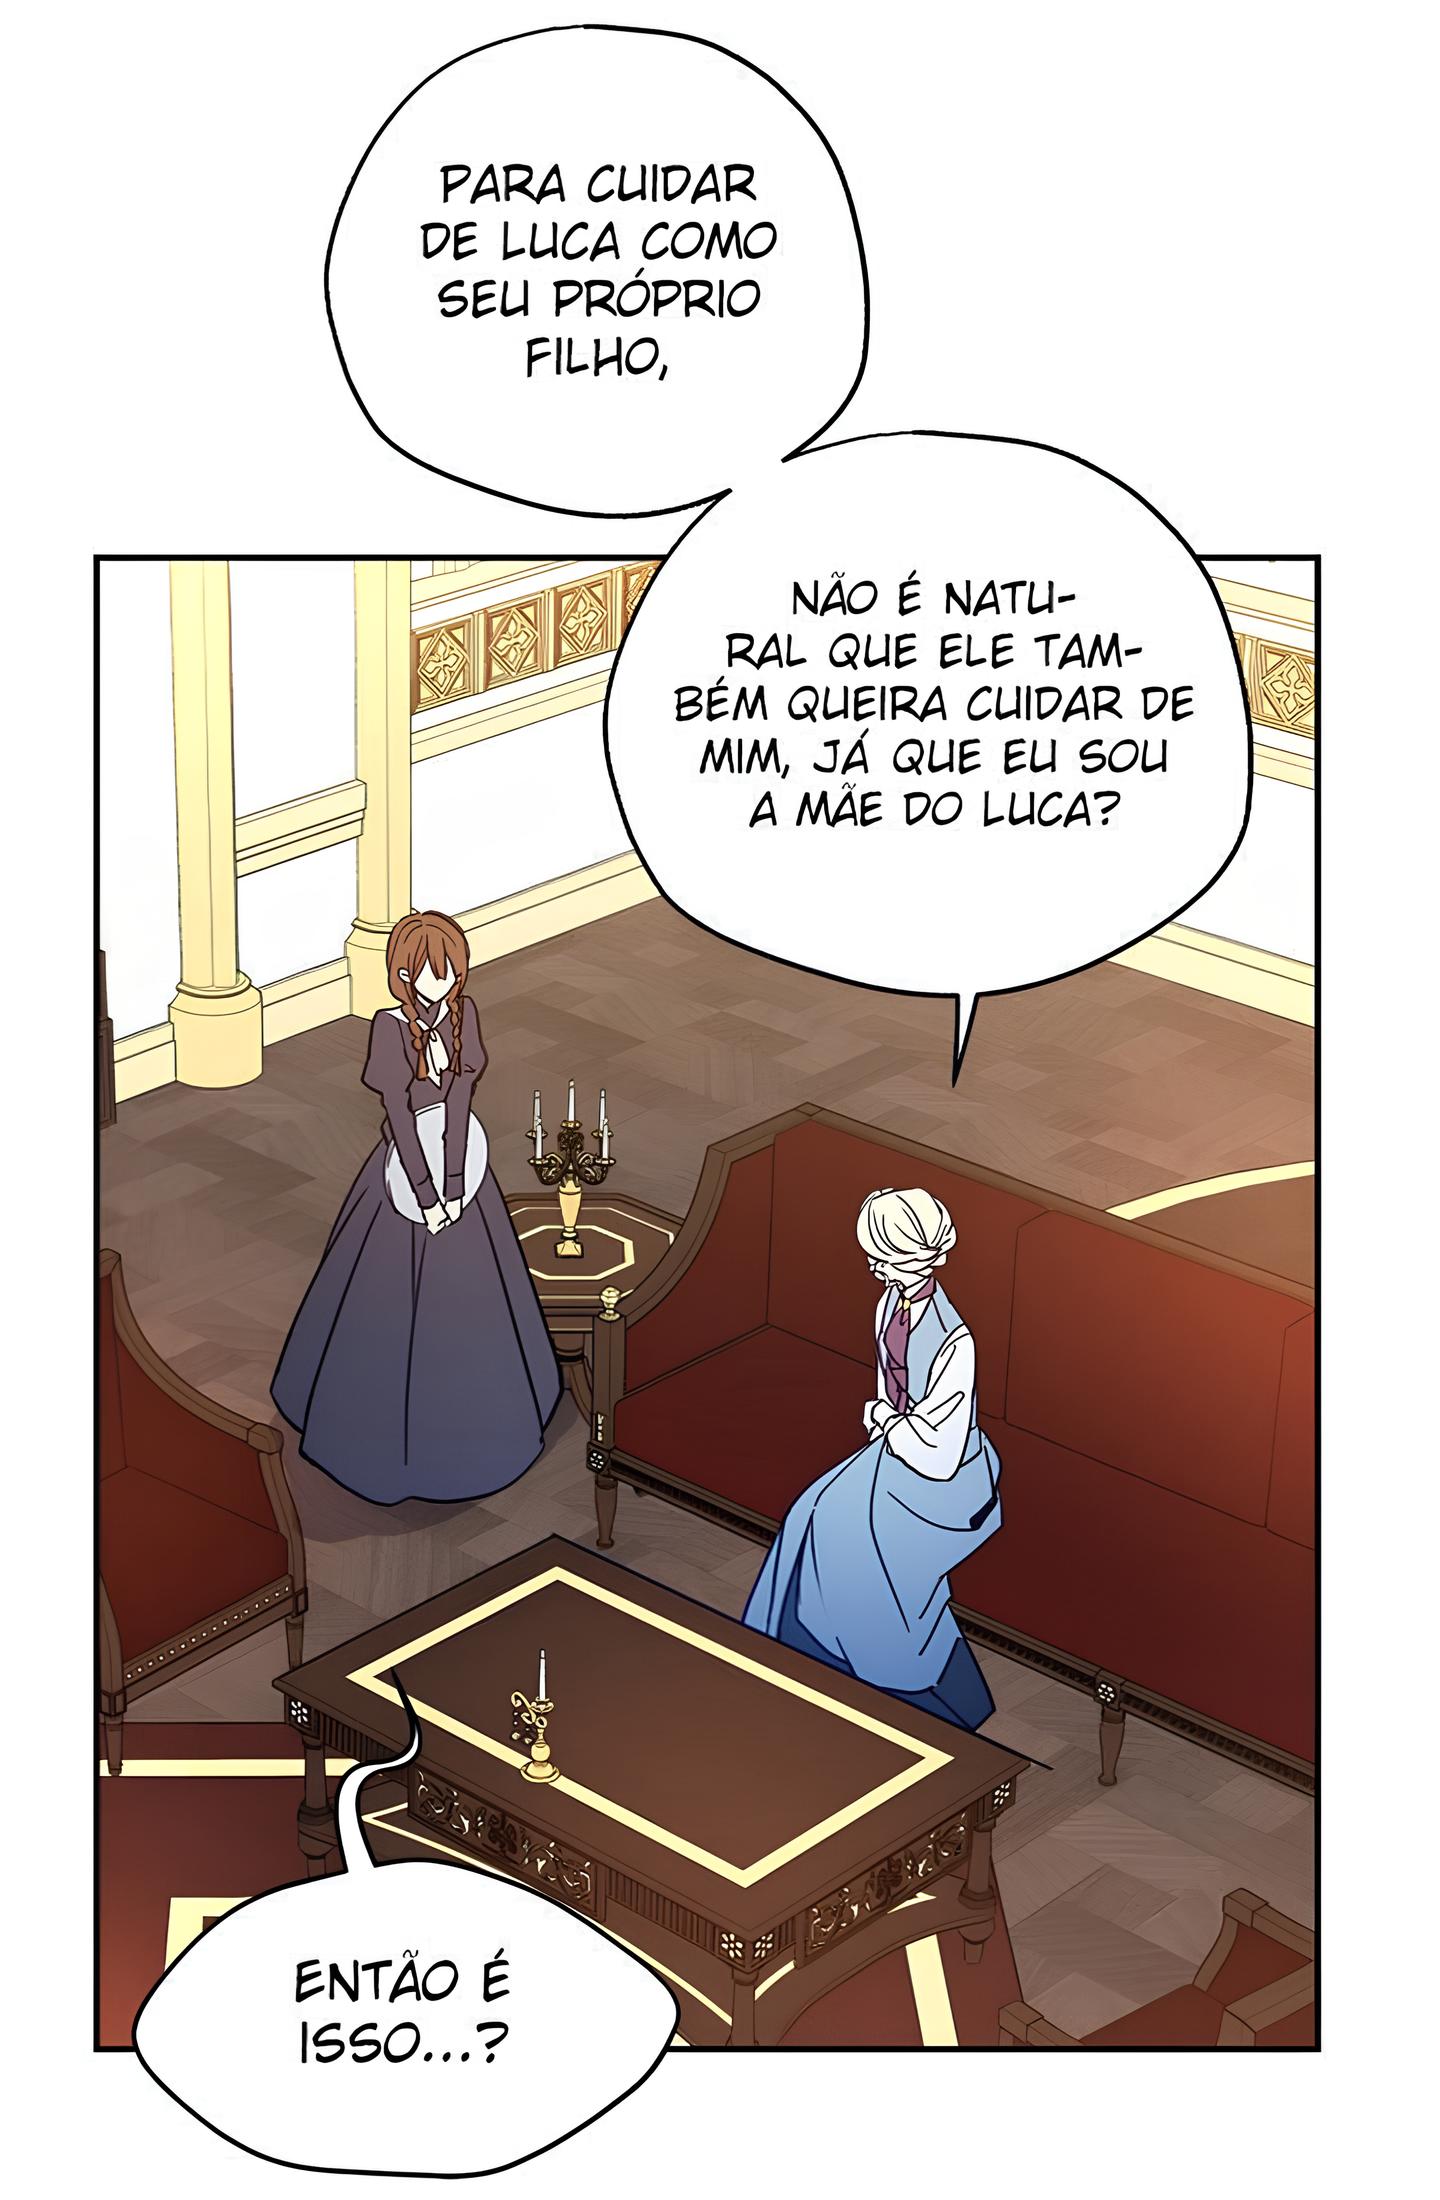 PARA CUIDAR
DE LUCA COMO
SEU PRÓPRIO
FILHO,
NÃO É NATU-
RAL QUE ELE TAM-
BÉM QUEIRA CUIDAR DE
MIM, JÁ QUE EU SOU
A MÃE DO LUCA?
ENTÃO É
ISSO...?